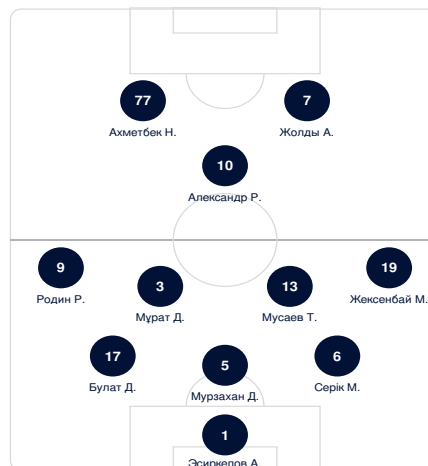 77
7
Ахметбек Н.
Жолды А.
10
Александр Р.
9
19
3
13
Родин Р.
Жексенбай М.
Мұрат Д.
Мусаев Т.
17
5
6
Булат Д.
Серік М.
Мурзахан Д.
1
Эсиркепов А.